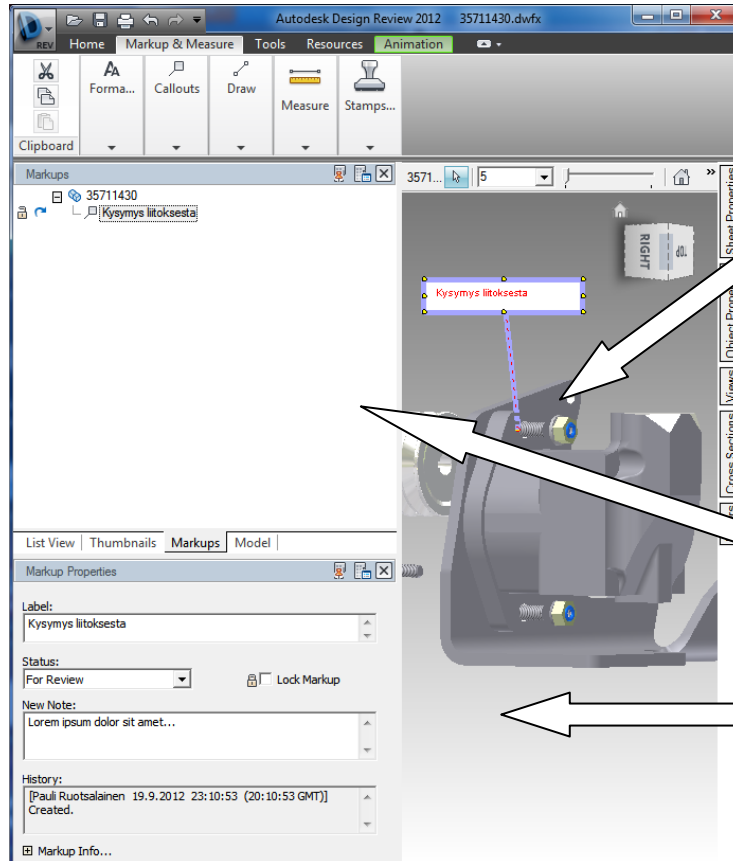 Autodesk Design Review 2012 35711430.dwfx
REV Home Markup & Measure Tools Resources Animation
Forma... Callouts Draw Measure Stamps...
Clipboard
Markups
3571... 5
35711430
Kysymys liitoksesta
Kysymys liitoksesta
RIGHT
TOP
Sheet Properties
Object Prope
Views
Cross Sections
List View Thumbnails Markups Model
Markup Properties
Label:
Kysymys liitoksesta
Status:
For Review Lock Markup
New Note:
Lorem ipsum dolor sit amet...
History:
[Pauli Ruotsalainen 19.9.2012 23:10:53 (20:10:53 GMT)]
Created.
Markup Info...